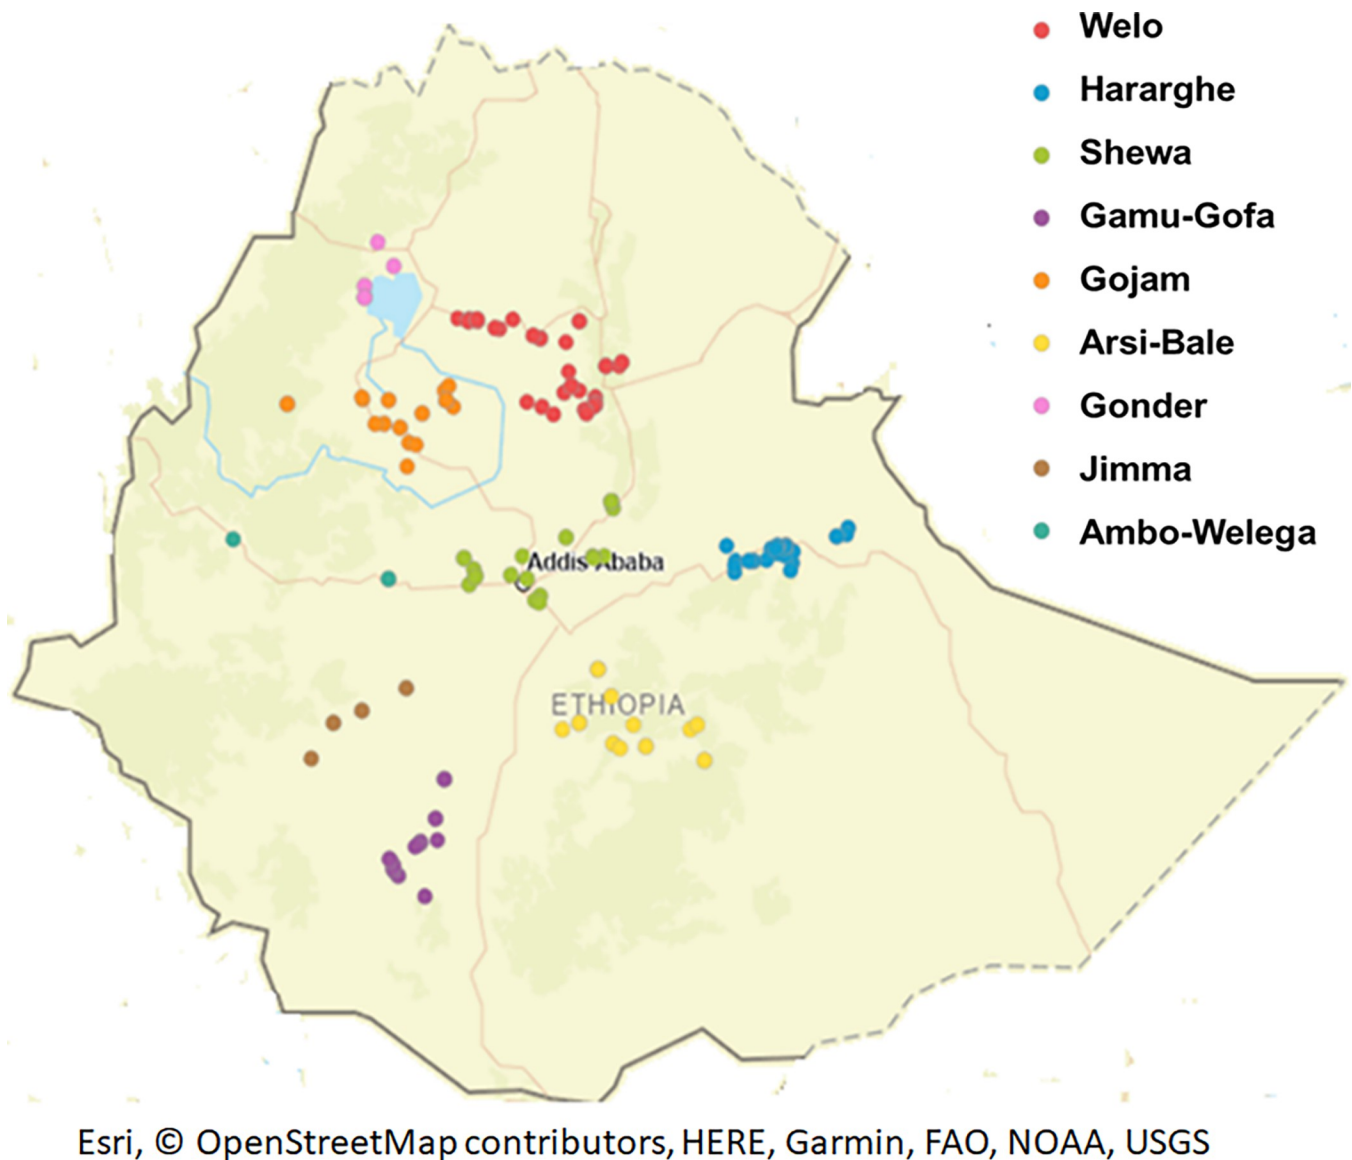 Welo
Hararghe
Shewa
Gamu-Gofa
Gojam
Arsi-Bale
Gonder
Jimma
Ambo-Welega
Addis Ababa
ETHIOPIA
Esri, © OpenStreetMap contributors, HERE, Garmin, FAO, NOAA, USGS